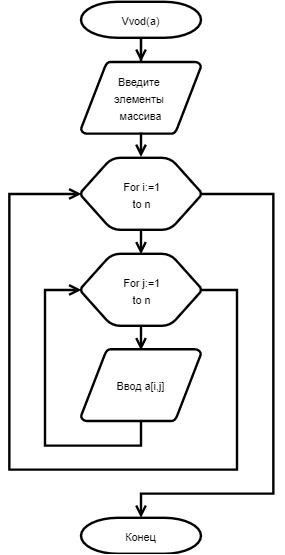 Vvod(a)
Введите
элементы
массива
For i:=1
to n
For j:=1
to n
Ввод a[i,j]
Конец